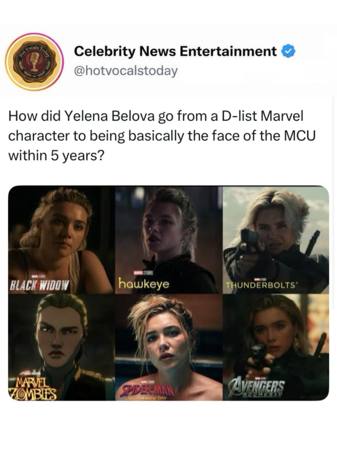 Celebrity News Entertainment
@hotvocalstoday
How did Yelena Belova go from a D-list Marvel
character to being basically the face of the MCU
within 5 years?
BLACK WIDOW
hawkeye
THUNDERBOLTS*
MARVEL
ZOMBIES
SPIDER-MAN
AVENGERS